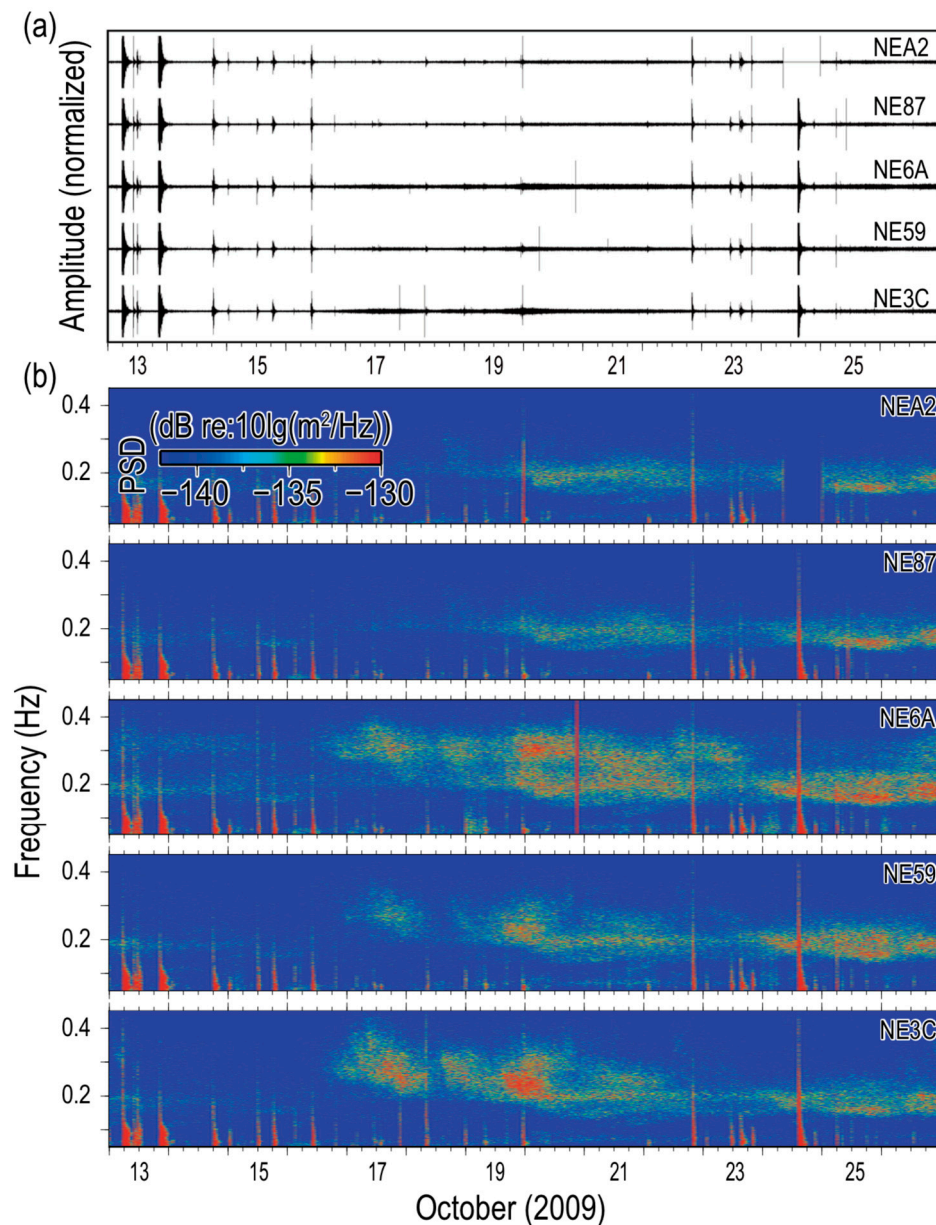 (a)
Amplitude (normalized)
NEA2
NE87
NE6A
NE59
NE3C
13 15 17 19 21 23 25
(b)
0.4
0.2
NEA2
PSD
(dB re:10lg(m²/Hz))
−140 −135 −130
0.4
0.2
NE87
Frequency (Hz)
0.4
0.2
NE6A
0.4
0.2
NE59
0.4
0.2
NE3C
13 15 17 19 21 23 25
October (2009)